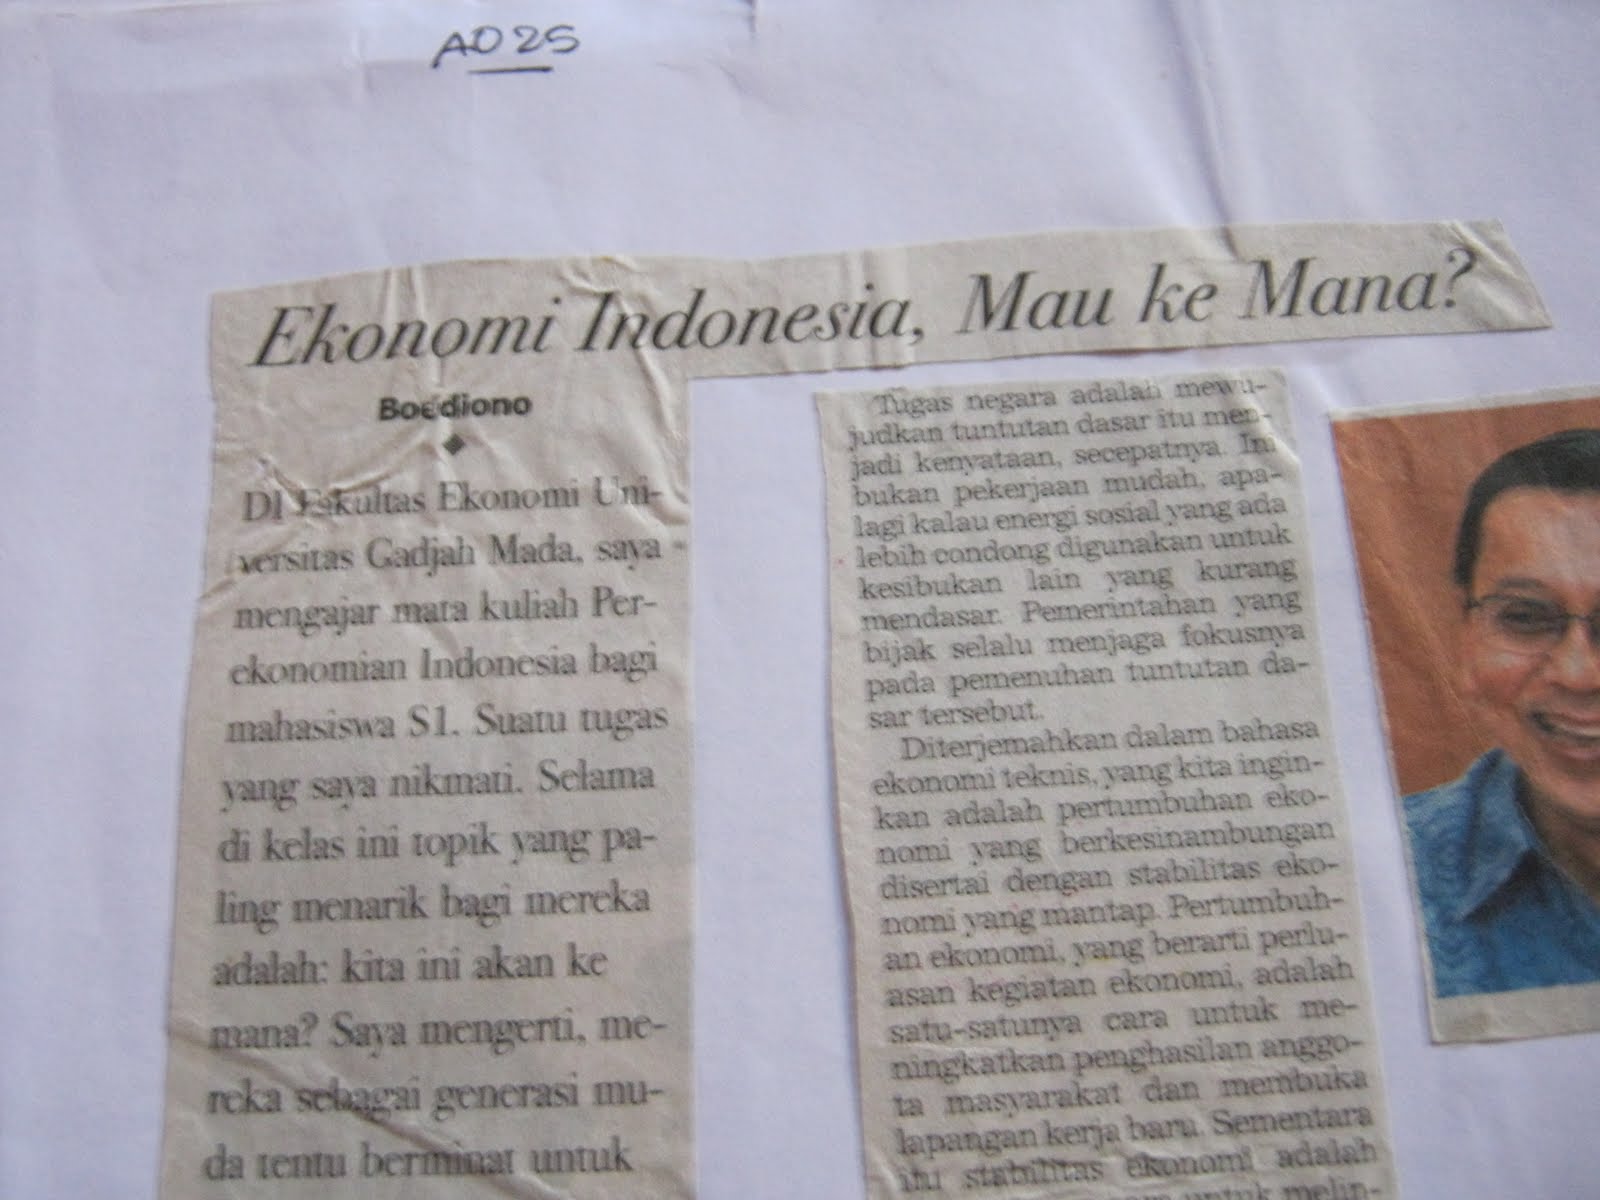 AO25
Ekonomi Indonesia, Mau ke Mana?
Boediono
DI Fakultas Ekonomi Uni-
versitas Gadjah Mada, saya
mengajar mata kuliah Per-
ekonomian Indonesia bagi
mahasiswa S1. Suatu tugas
yang saya nikmati. Selama
di kelas ini topik yang pa-
ling menarik bagi mereka
adalah: kita ini akan ke
mana? Saya mengerti, me-
reka sebagai generasi mu-
da tentu berminat untuk
Tugas negara adalah mewu-
judkan tuntutan dasar itu men-
jadi kenyataan, secepatnya. Ini
bukan pekerjaan mudah, apa-
lagi kalau energi sosial yang ada
lebih condong digunakan untuk
kesibukan lain yang kurang
mendasar. Pemerintahan yang
bijak selalu menjaga fokusnya
pada pemenuhan tuntutan da-
sar tersebut.
Diterjemahkan dalam bahasa
ekonomi teknis, yang kita ingin-
kan adalah pertumbuhan eko-
nomi yang berkesinambungan
disertai dengan stabilitas eko-
nomi yang mantap. Pertumbuh-
an ekonomi, yang berarti perlu-
asan kegiatan ekonomi, adalah
satu-satunya cara untuk me-
ningkatkan penghasilan anggo-
ta masyarakat dan membuka
lapangan kerja baru. Sementara
itu stabilitas ekonomi adalah
cara untuk melin-